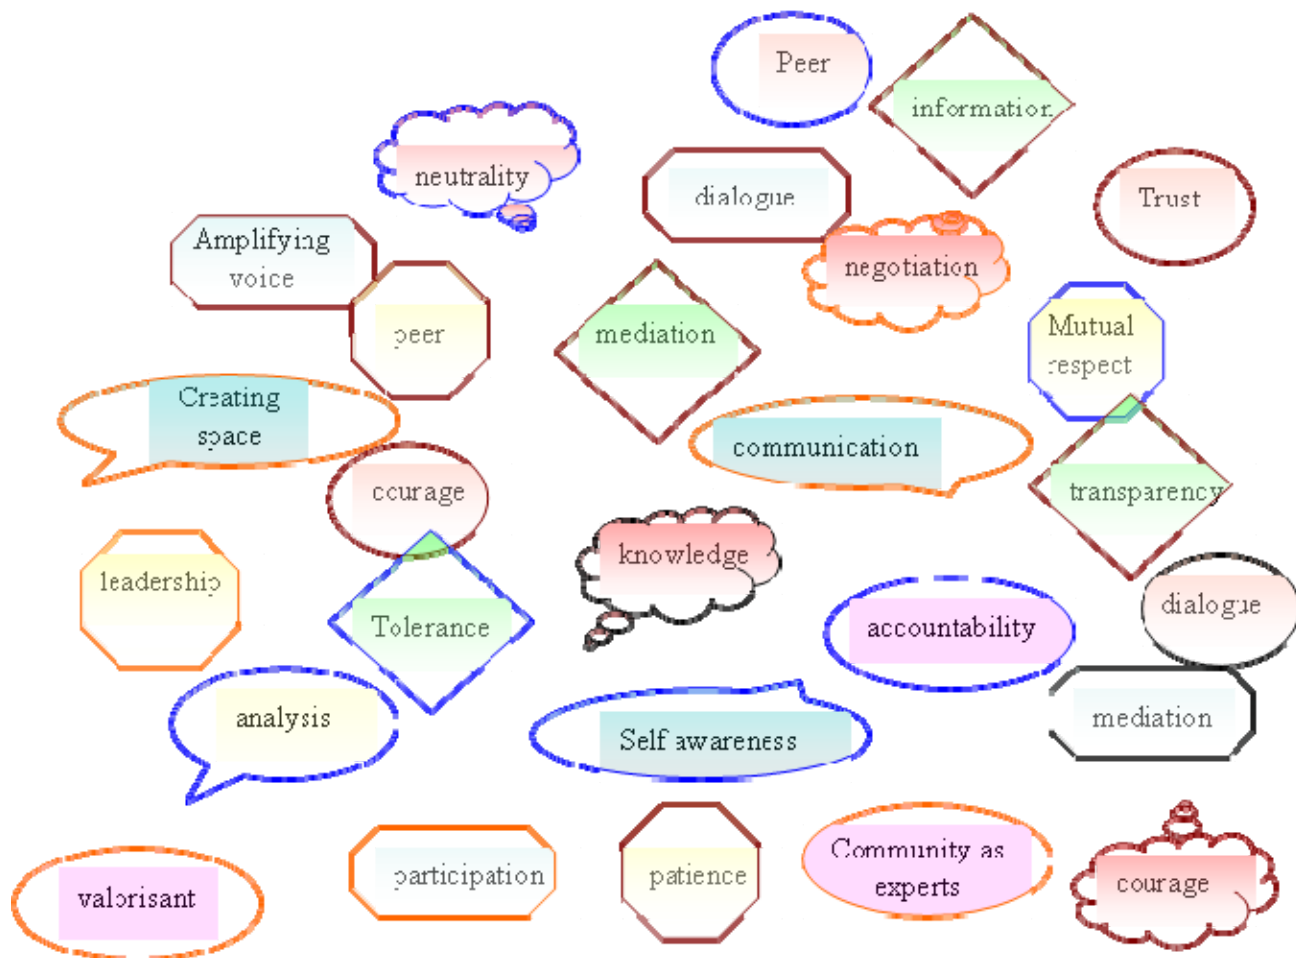 Peer
information
neutrality
dialogue
Trust
Amplifying
voice
negotiation
peer
mediation
Mutual
respect
Creating
space
communication
courage
transparency
knowledge
leadership
dialogue
Tolerance
accountability
analysis
Self awareness
mediation
valorisant
participation
patience
Community as
experts
courage